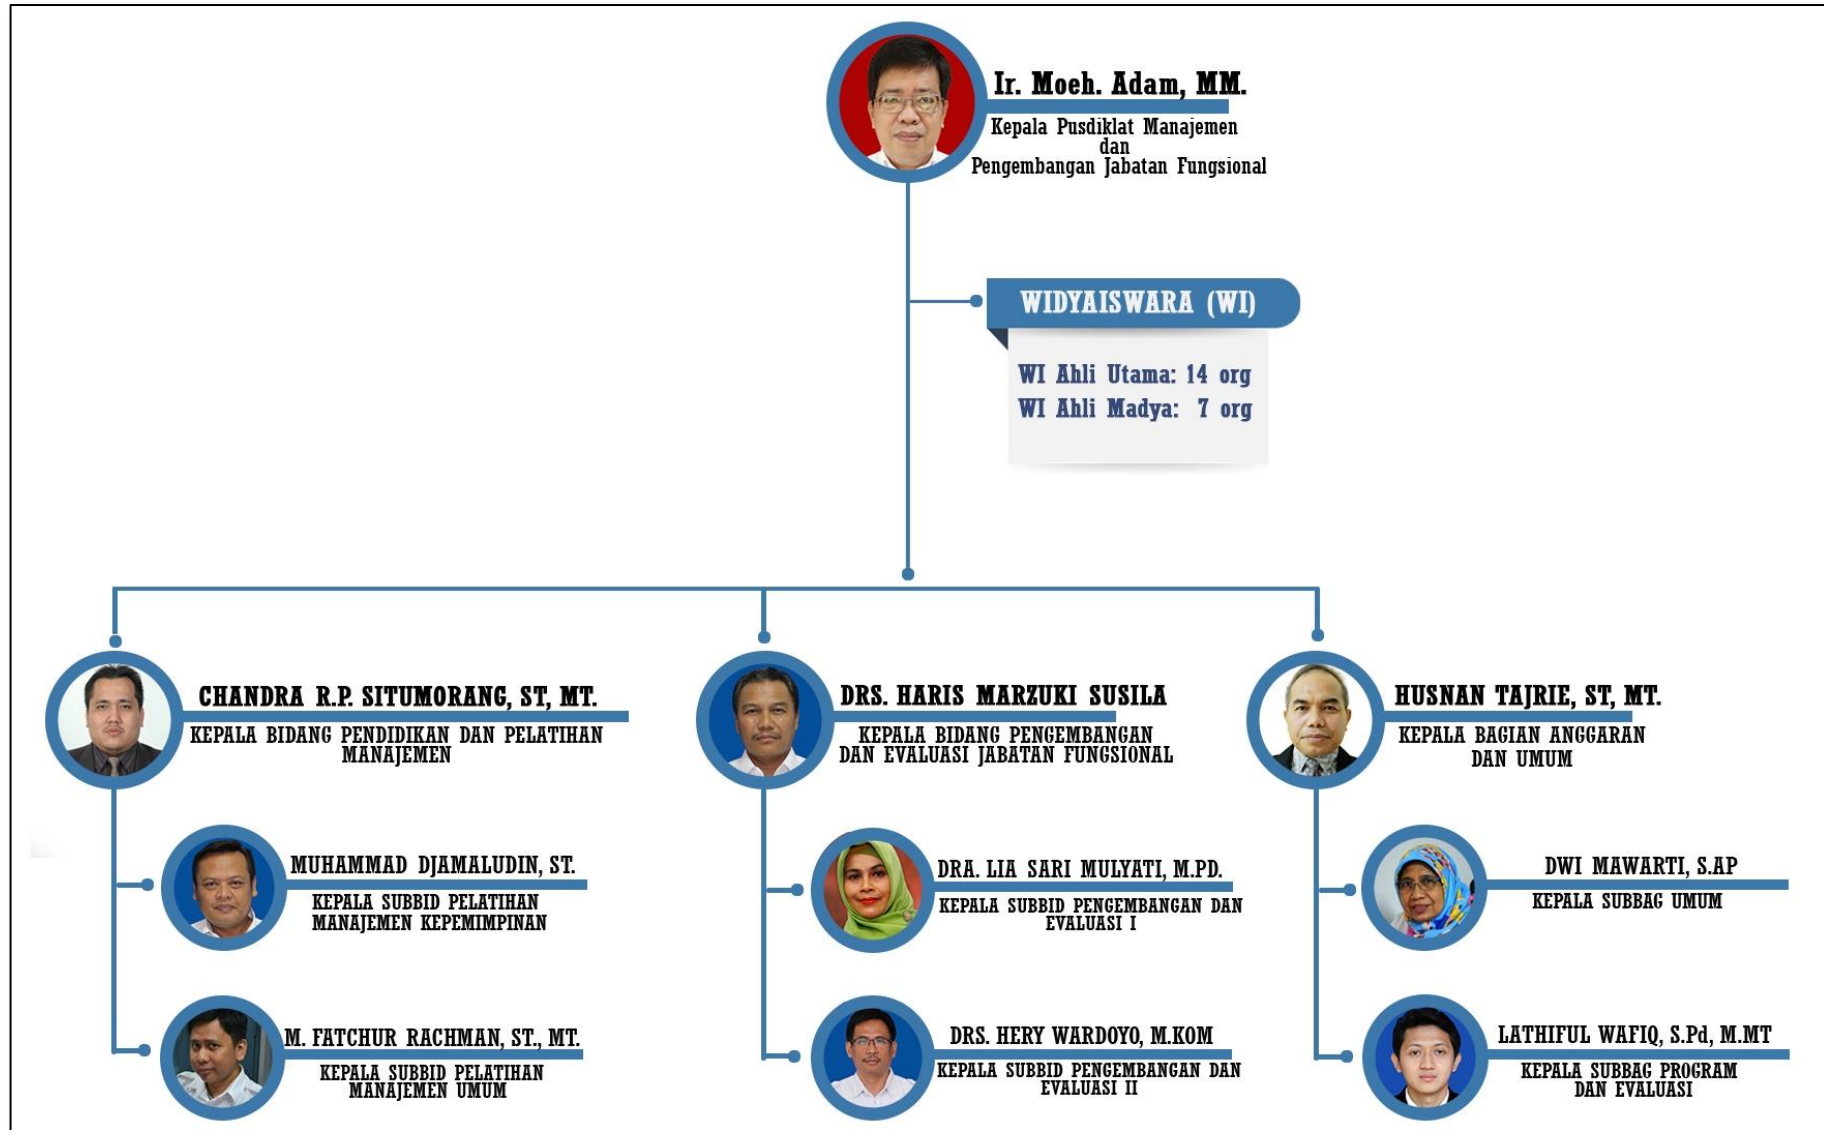 Ir. Moeh. Adam, MM.
Kepala Pusdiklat Manajemen
dan
Pengembangan Jabatan Fungsional
WIDYAISWARA (WI)
WI Ahli Utama: 14 org
WI Ahli Madya: 7 org
CHANDRA R.P. SITUMORANG, ST, MT.
KEPALA BIDANG PENDIDIKAN DAN PELATIHAN
MANAJEMEN
MUHAMMAD DJAMALUDIN, ST.
KEPALA SUBBID PELATIHAN
MANAJEMEN KEPEMIMPINAN
M. FATCHUR RACHMAN, ST., MT.
KEPALA SUBBID PELATIHAN
MANAJEMEN UMUM
DRS. HARIS MARZUKI SUSILA
KEPALA BIDANG PENGEMBANGAN
DAN EVALUASI JABATAN FUNGSIONAL
DRA. LIA SARI MULYATI, M.PD.
KEPALA SUBBID PENGEMBANGAN DAN
EVALUASI I
DRS. HERY WARDOYO, M.KOM
KEPALA SUBBID PENGEMBANGAN DAN
EVALUASI II
HUSNAN TAJRIE, ST, MT.
KEPALA BAGIAN ANGGARAN
DAN UMUM
DWI MAWARTI, S.AP
KEPALA SUBBAG UMUM
LATHIFUL WAFIQ, S.Pd, M.MT
KEPALA SUBBAG PROGRAM
DAN EVALUASI